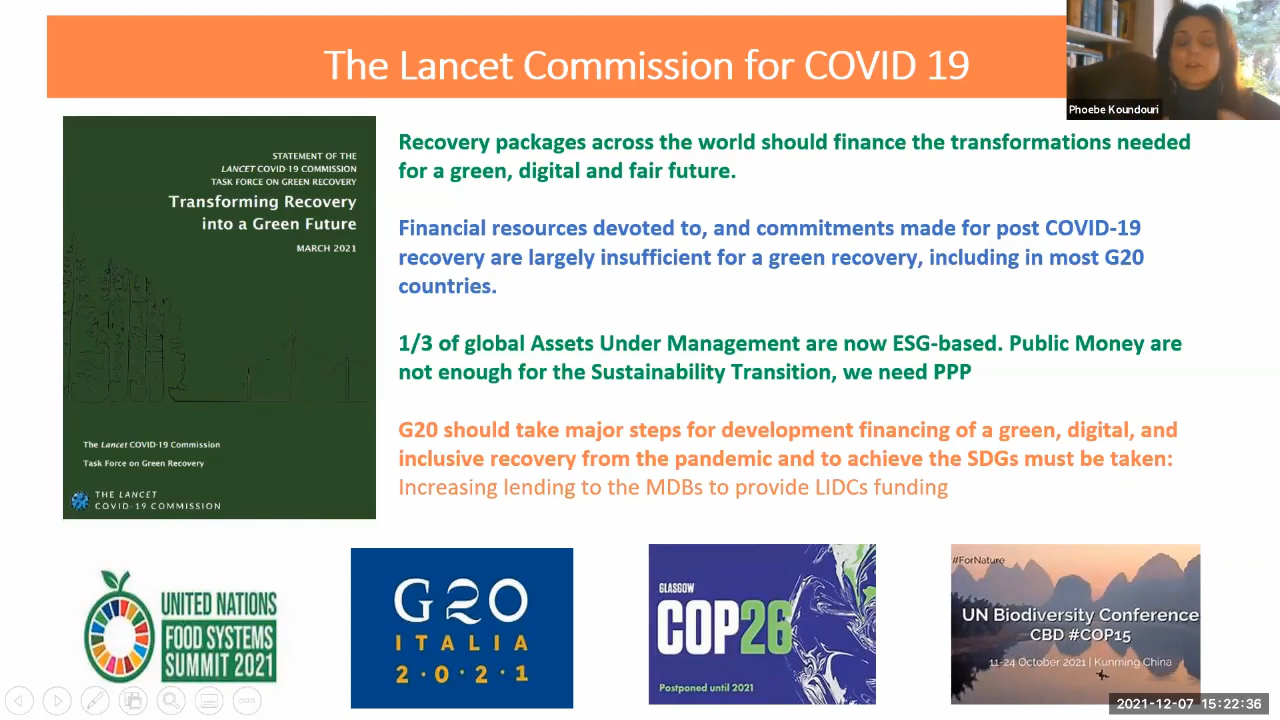 The Lancet Commission for COVID 19
Phoebe Koundouri
STATEMENT OF THE
LANCET COVID-19 COMMISSION
TASK FORCE ON GREEN RECOVERY
Transforming Recovery
into a Green Future
MARCH 2021
The Lancet COVID-19 Commission
Task Force on Green Recovery
THE LANCET
COVID-19 COMMISSION
Recovery packages across the world should finance the transformations needed
for a green, digital and fair future.
Financial resources devoted to, and commitments made for post COVID-19
recovery are largely insufficient for a green recovery, including in most G20
countries.
1/3 of global Assets Under Management are now ESG-based. Public Money are
not enough for the Sustainability Transition, we need PPP
G20 should take major steps for development financing of a green, digital, and
inclusive recovery from the pandemic and to achieve the SDGs must be taken:
Increasing lending to the MDBs to provide LIDCs funding
UNITED NATIONS
FOOD SYSTEMS
SUMMIT 2021
G20
ITALIA
2·0·2·1
GLASGOW
COP26
Postponed until 2021
#ForNature
UN Biodiversity Conference
CBD #COP15
11-24 October 2021 | Kunming China
2021-12-07 15:22:36